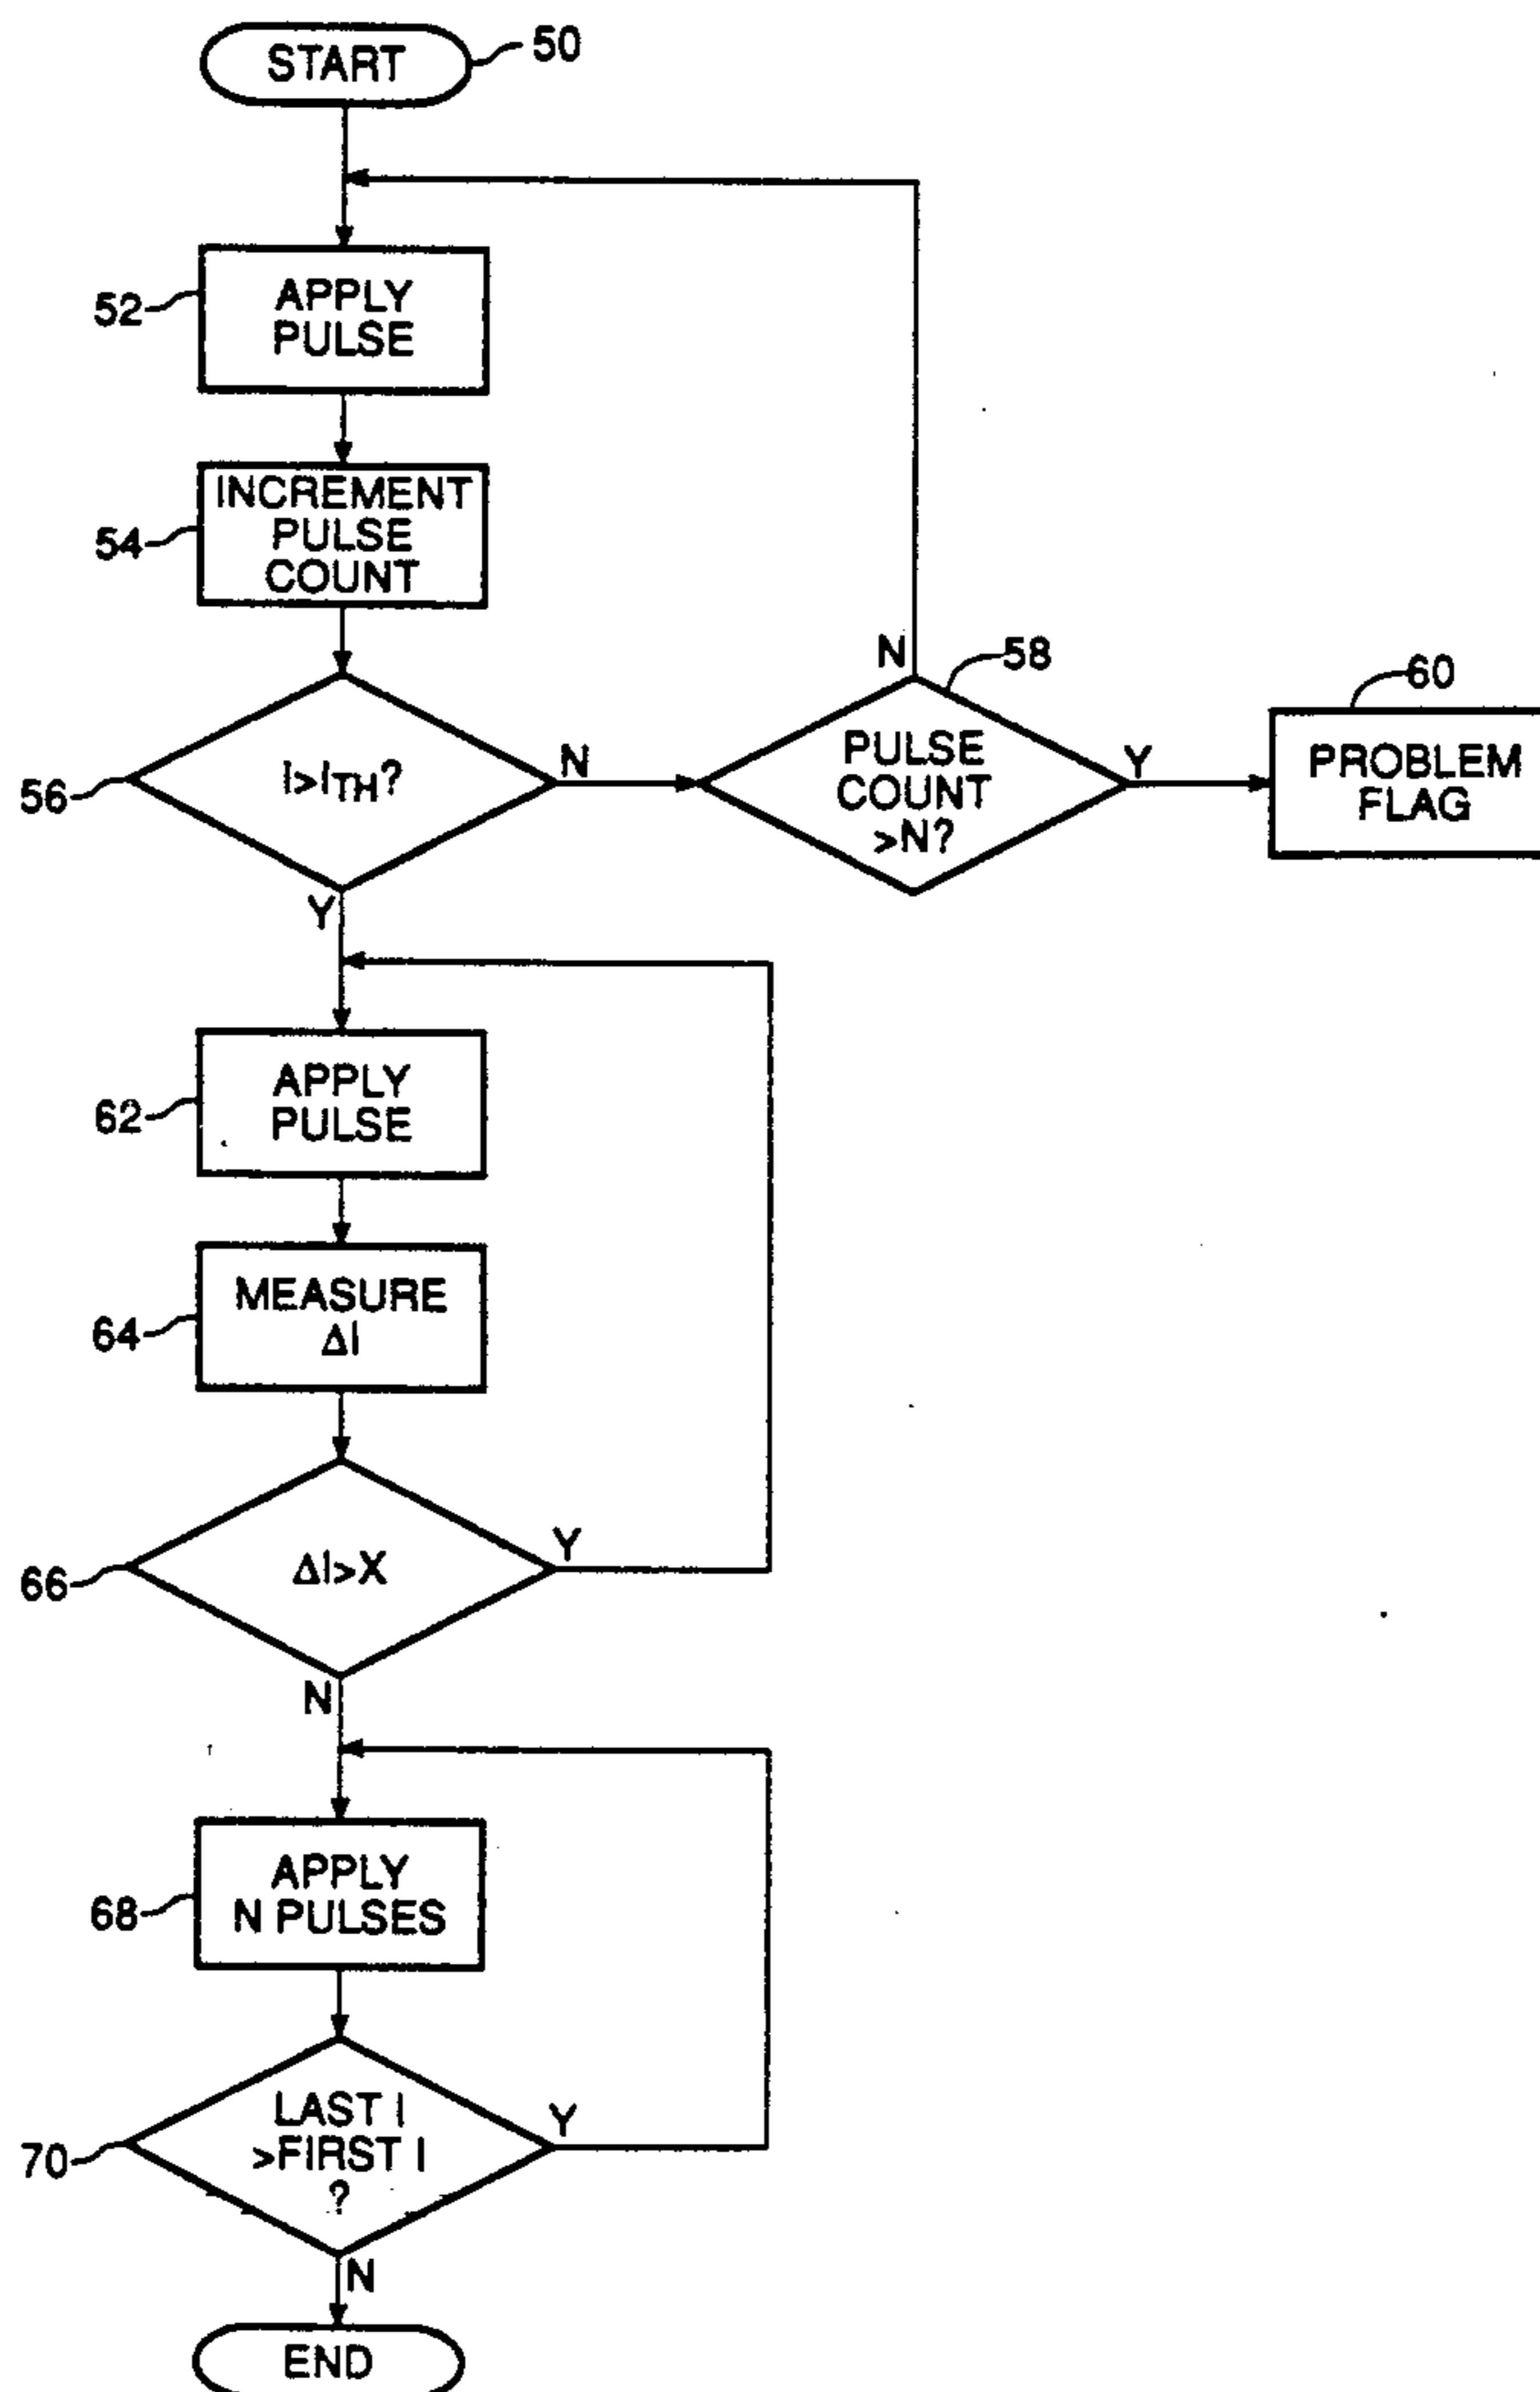 START
50
52
APPLY
PULSE
54
INCREMENT
PULSE
COUNT
56
I>I_TH?
N
Y
N
58
PULSE
COUNT
>N?
Y
60
PROBLEM
FLAG
62
APPLY
PULSE
64
MEASURE
ΔI
66
ΔI>X
Y
N
68
APPLY
N PULSES
70
LAST I
>FIRST I
?
Y
N
END